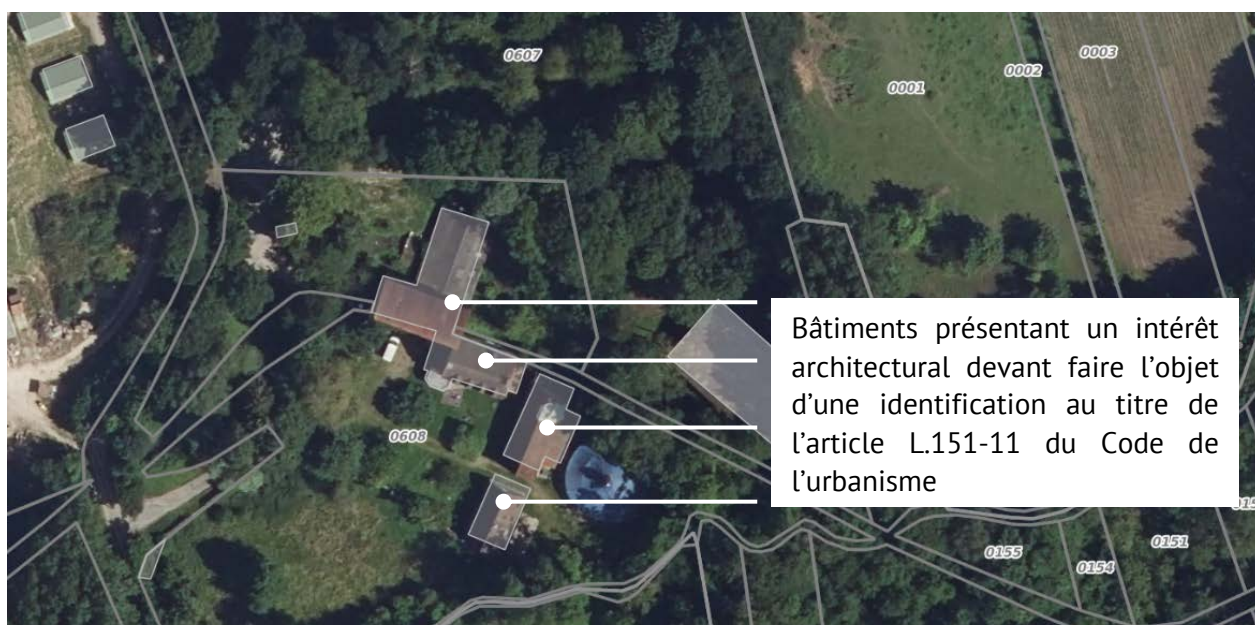 0607
0003
0002
0001
Bâtiments présentant un intérêt
architectural devant faire l’objet
d’une identification au titre de
l’article L.151-11 du Code de
l’urbanisme
0608
0155
0154
0151